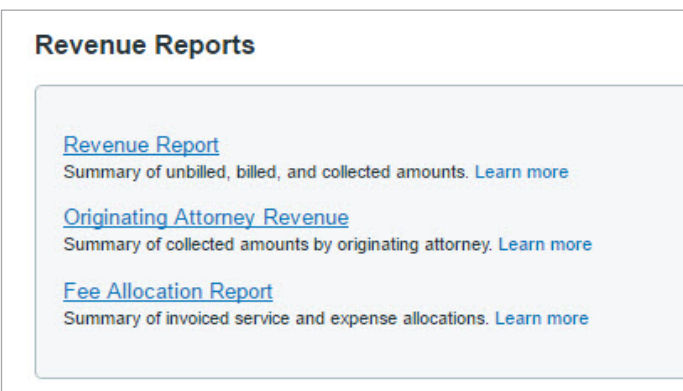 Revenue Reports
Revenue Report
Summary of unbilled, billed, and collected amounts. Learn more
Originating Attorney Revenue
Summary of collected amounts by originating attorney. Learn more
Fee Allocation Report
Summary of invoiced service and expense allocations. Learn more